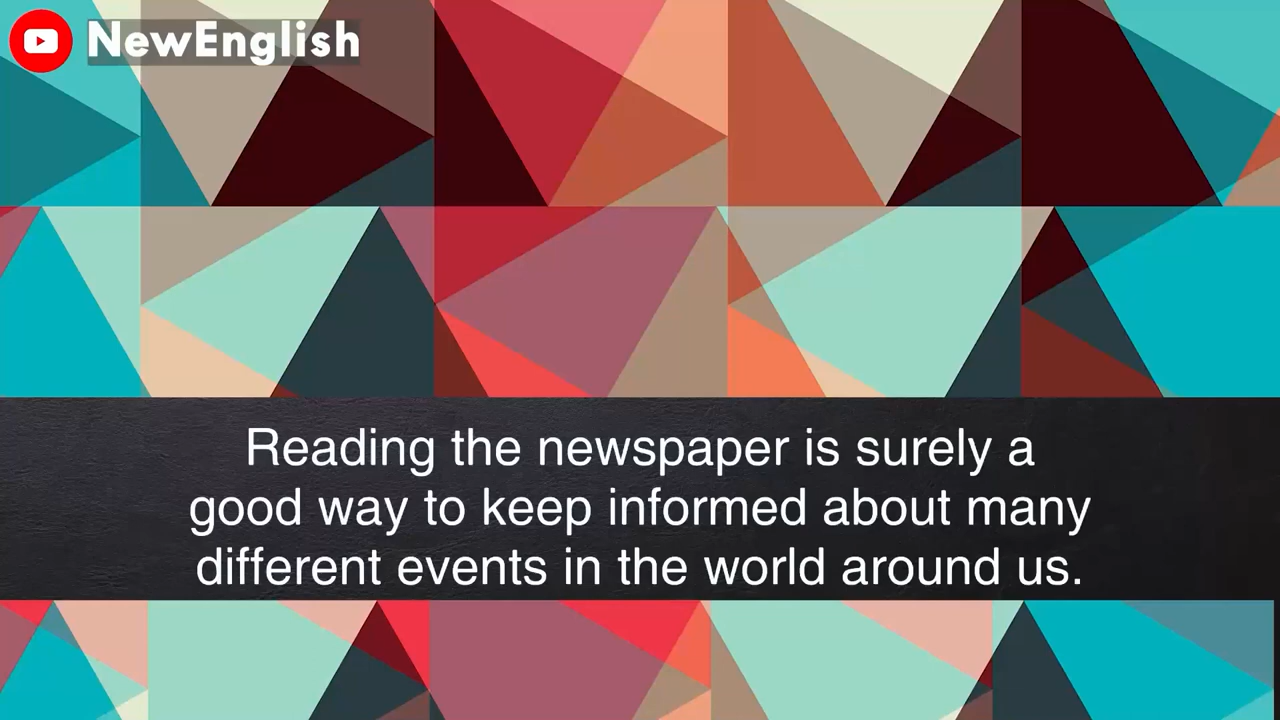 NewEnglish
Reading the newspaper is surely a
good way to keep informed about many
different events in the world around us.